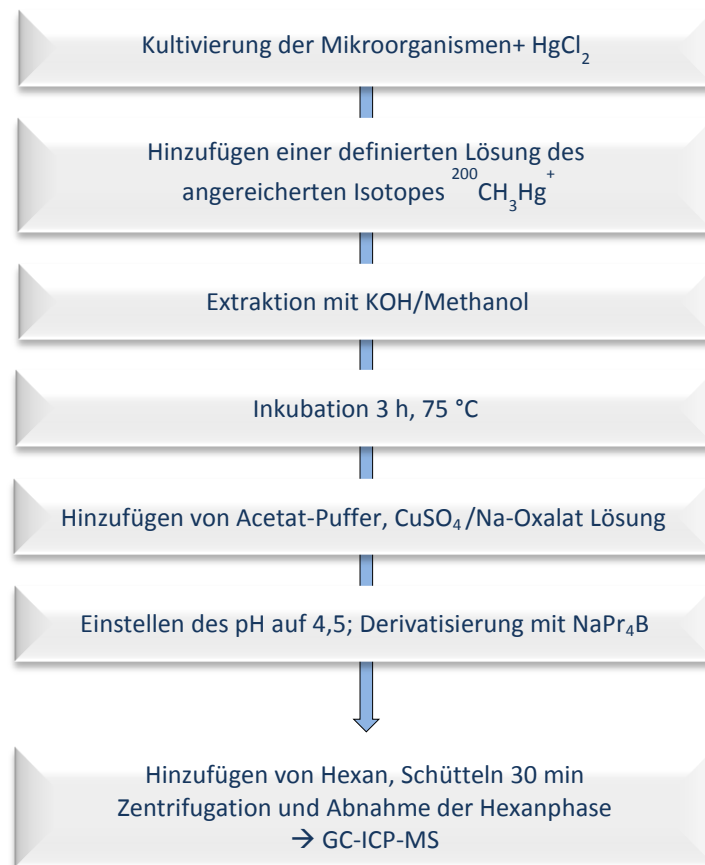 Kultivierung der Mikroorganismen+ HgCl₂
Hinzufügen einer definierten Lösung des
angereicherten Isotopes ²⁰⁰CH₃Hg⁺
Extraktion mit KOH/Methanol
Inkubation 3 h, 75 °C
Hinzufügen von Acetat-Puffer, CuSO₄ /Na-Oxalat Lösung
Einstellen des pH auf 4,5; Derivatisierung mit NaPr₄B
Hinzufügen von Hexan, Schütteln 30 min
Zentrifugation und Abnahme der Hexanphase
→ GC-ICP-MS